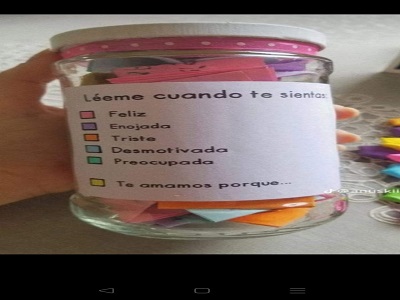 Léeme cuando te sientas:
Feliz
Enojada
Triste
Desmotivada
Preocupada
Te amamos porque...